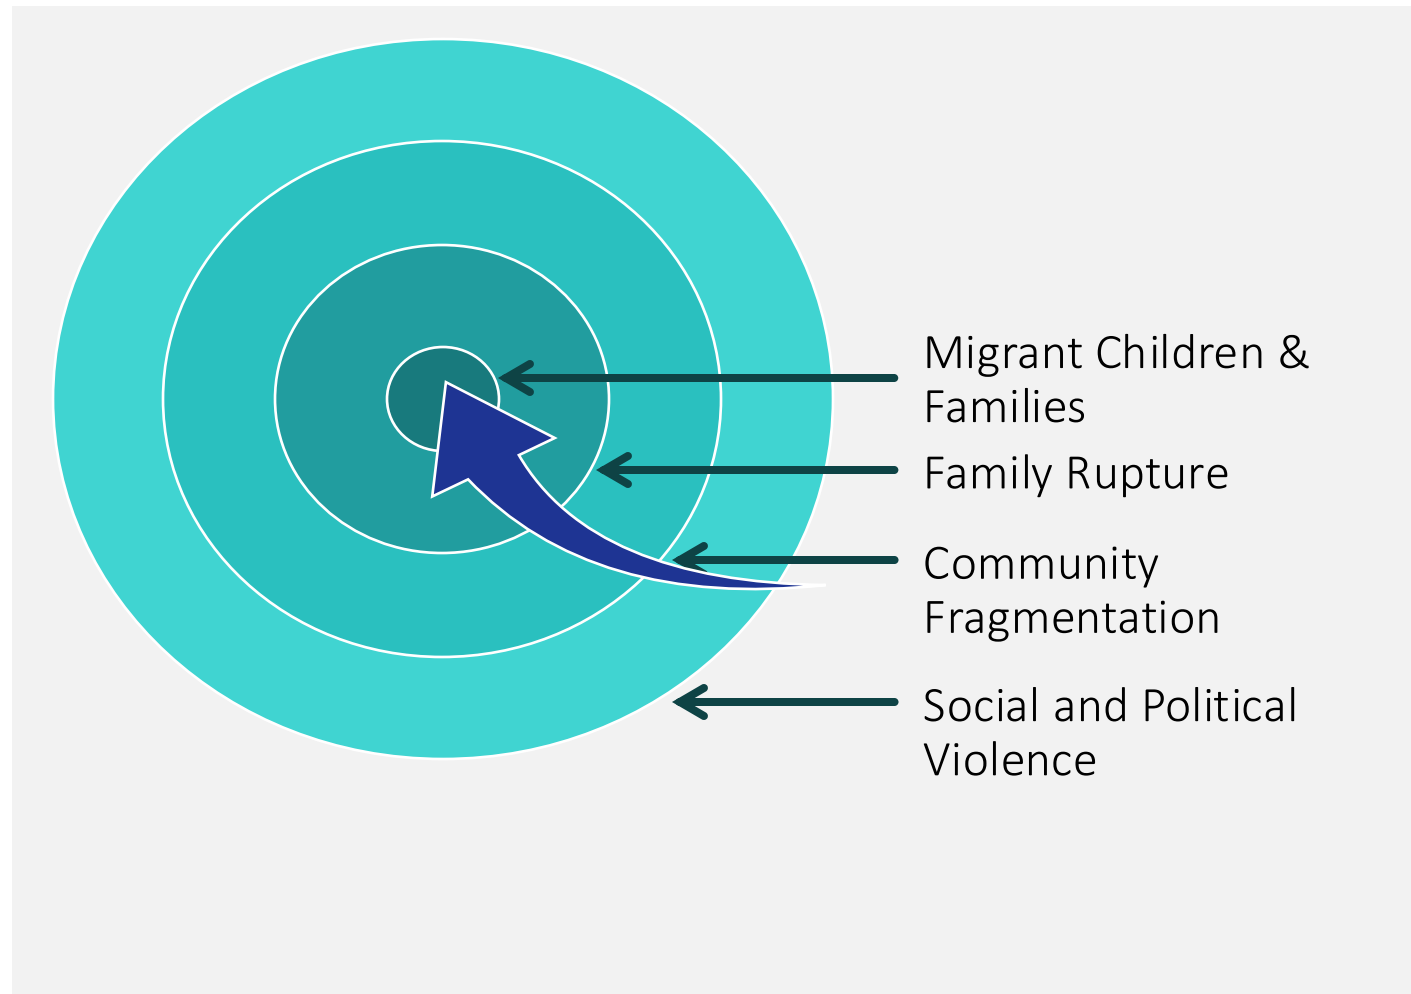 Migrant Children &
Families
Family Rupture
Community
Fragmentation
Social and Political
Violence